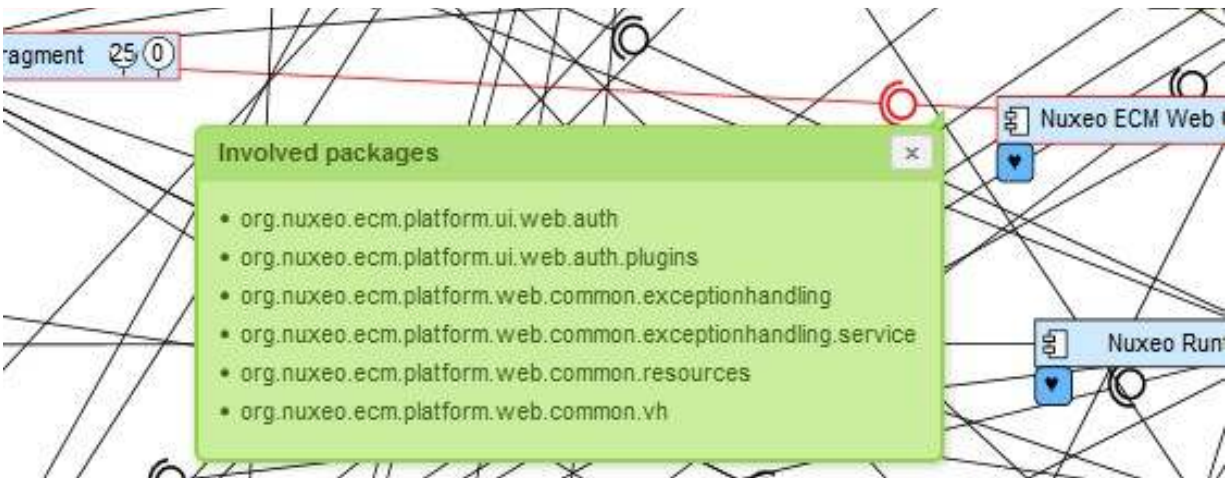 ragment 25 0
Nuxeo ECM Web
Involved packages ×
• org.nuxeo.ecm.platform.ui.web.auth
• org.nuxeo.ecm.platform.ui.web.auth.plugins
• org.nuxeo.ecm.platform.web.common.exceptionhandling
• org.nuxeo.ecm.platform.web.common.exceptionhandling.service
• org.nuxeo.ecm.platform.web.common.resources
• org.nuxeo.ecm.platform.web.common.vh
Nuxeo Runt